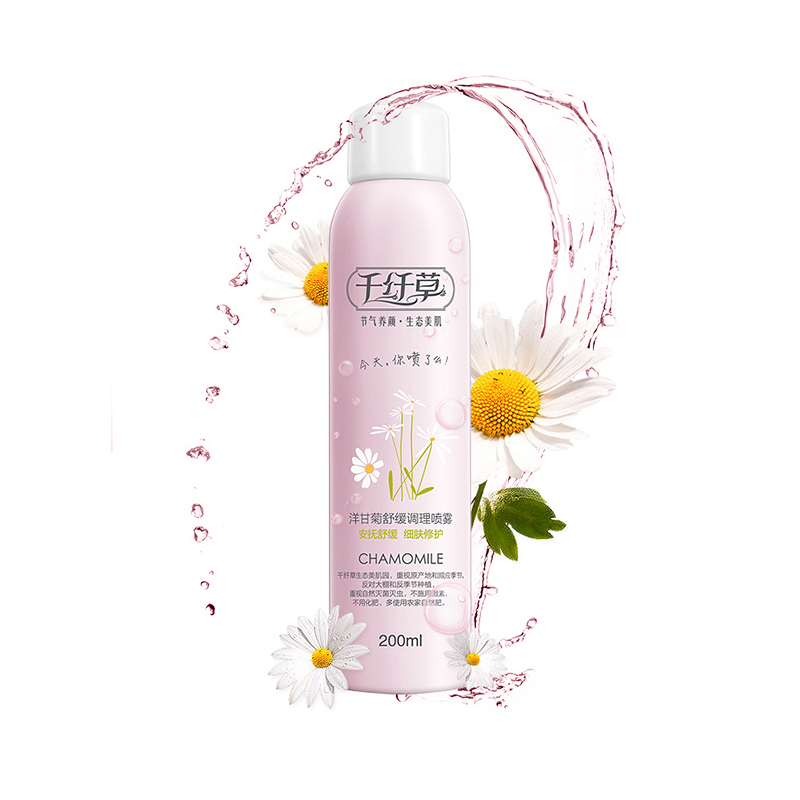 千纤草
节气养颜·生态美肌
今天,你喷了么!
洋甘菊舒缓调理喷雾
安抚舒缓 细肤修护
CHAMOMILE
千纤草生态美肌园,重视原产地和顺应季节,
反对大棚和反季节种植,
重视自然灭菌灭虫,不施用激素,
不用化肥,多使用农家自然肥。
200ml